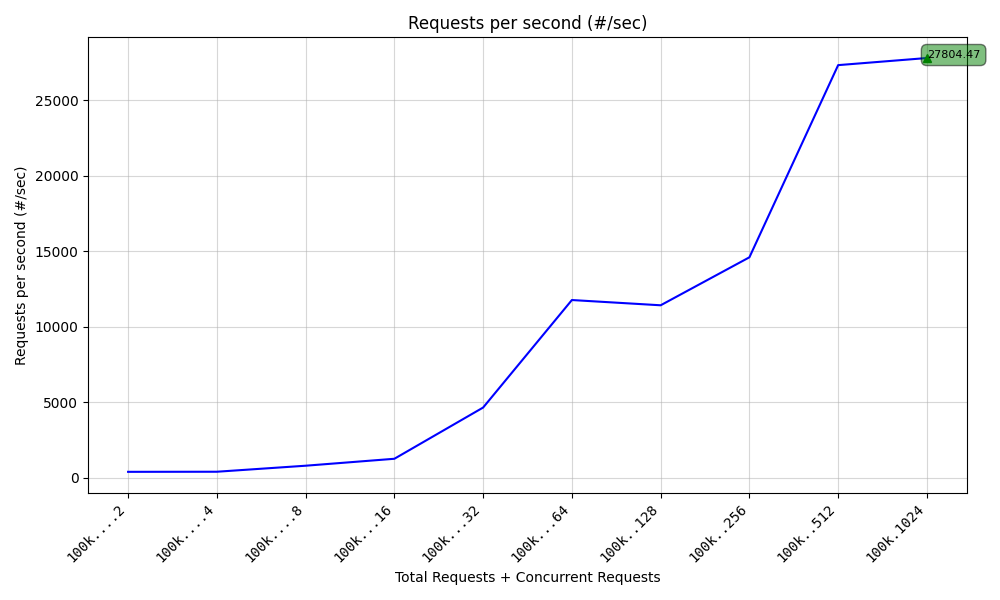 Requests per second (#/sec)
27804.47
Requests per second (#/sec)
25000
20000
15000
10000
5000
0
100k....2
100k....4
100k....8
100k...16
100k...32
100k...64
100k..128
100k..256
100k..512
100k.1024
Total Requests + Concurrent Requests